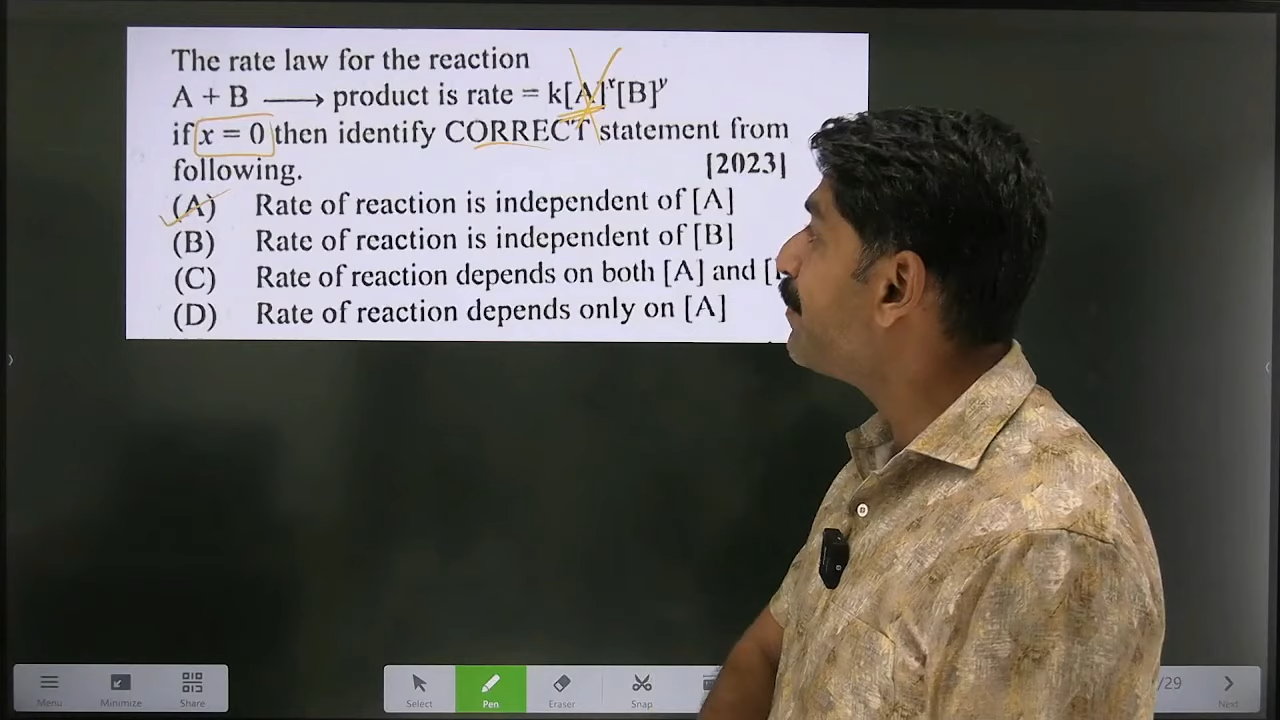 The rate law for the reaction
A + B ⟶ product is rate = k[A]ˣ[B]ʸ
if x = 0 then identify CORRECT statement from
following. [2023]
(A) Rate of reaction is independent of [A]
(B) Rate of reaction is independent of [B]
(C) Rate of reaction depends on both [A] and [
(D) Rate of reaction depends only on [A]
Menu Minimize Share Select Pen Eraser Snap /29 Next